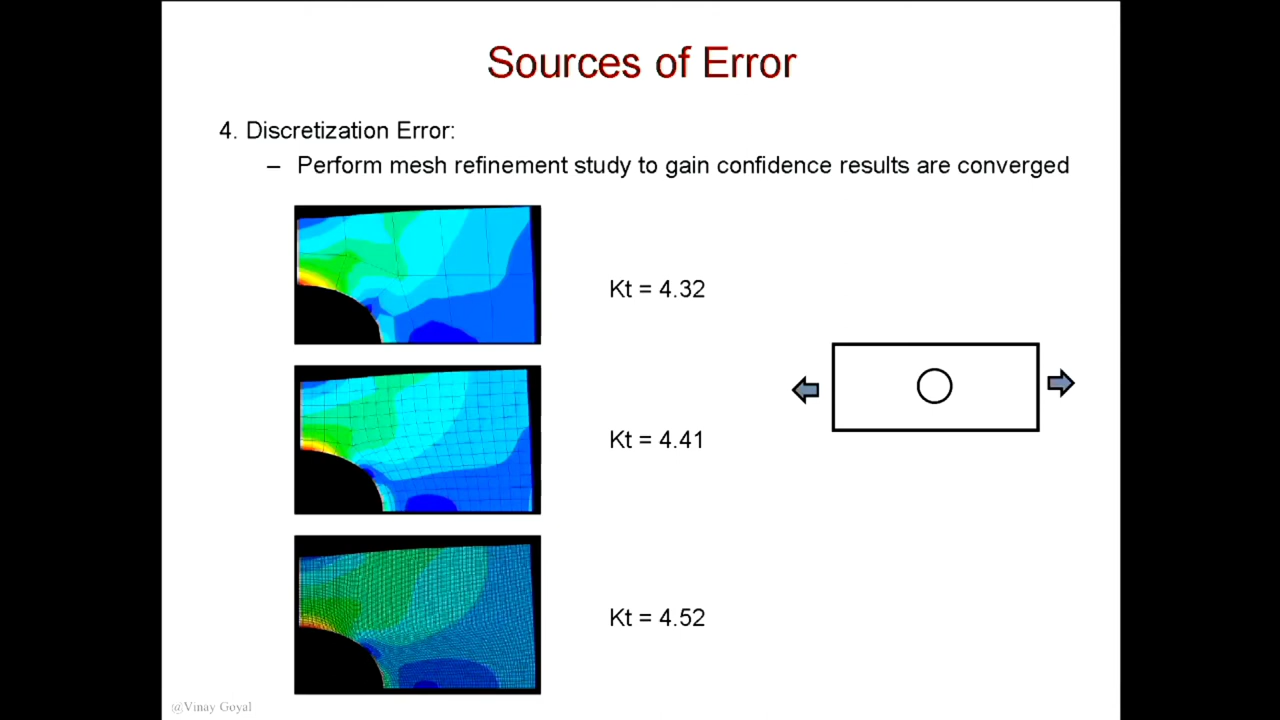 Sources of Error
4. Discretization Error:
– Perform mesh refinement study to gain confidence results are converged
Kt = 4.32
Kt = 4.41
Kt = 4.52
@Vinay Goyal